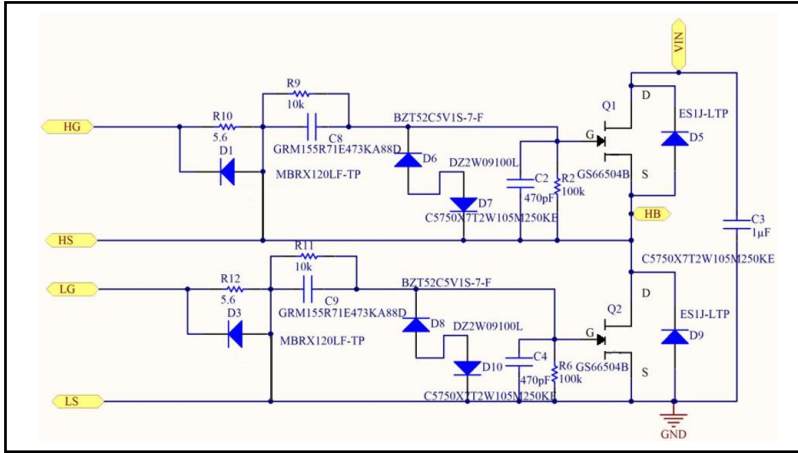 VIN
R9
10k
Q1
D
ES1J-LTP
HG
R10
5.6
C8
BZT52C5V1S-7-F
G
D5
GRM155R71E473KA88D
D1
D6
DZ2W09100L
GS66504B
MBRX120LF-TP
C2
R2
S
D7
470pF
100k
HB
C3
1µF
C5750X7T2W105M250KE
HS
R11
10k
C5750X7T2W105M250KE
LG
R12
5.6
C9
BZT52C5V1S-7-F
Q2
D
GRM155R71E473KA88D
ES1J-LTP
D3
D8
DZ2W09100L
G
D9
MBRX120LF-TP
C4
R6
GS66504B
D10
470pF
100k
S
C5750X7T2W105M250KE
LS
GND